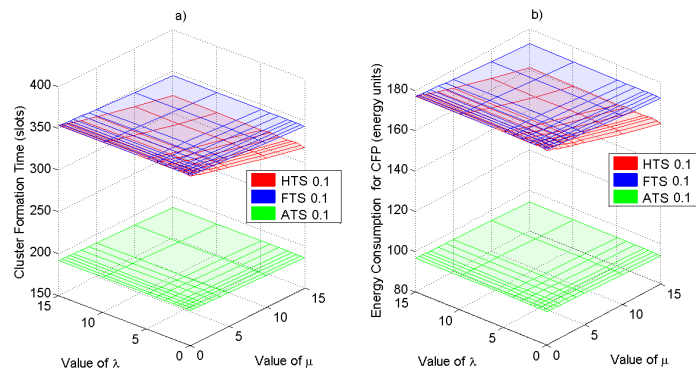 a)
Cluster Formation Time (slots)
400
350
300
250
200
150
15
10
5
0
0
5
10
15
Value of λ
Value of μ
HTS 0.1
FTS 0.1
ATS 0.1
b)
Energy Consumption for CFP (energy units)
180
160
140
120
100
80
15
10
5
0
0
5
10
15
Value of λ
Value of μ
HTS 0.1
FTS 0.1
ATS 0.1